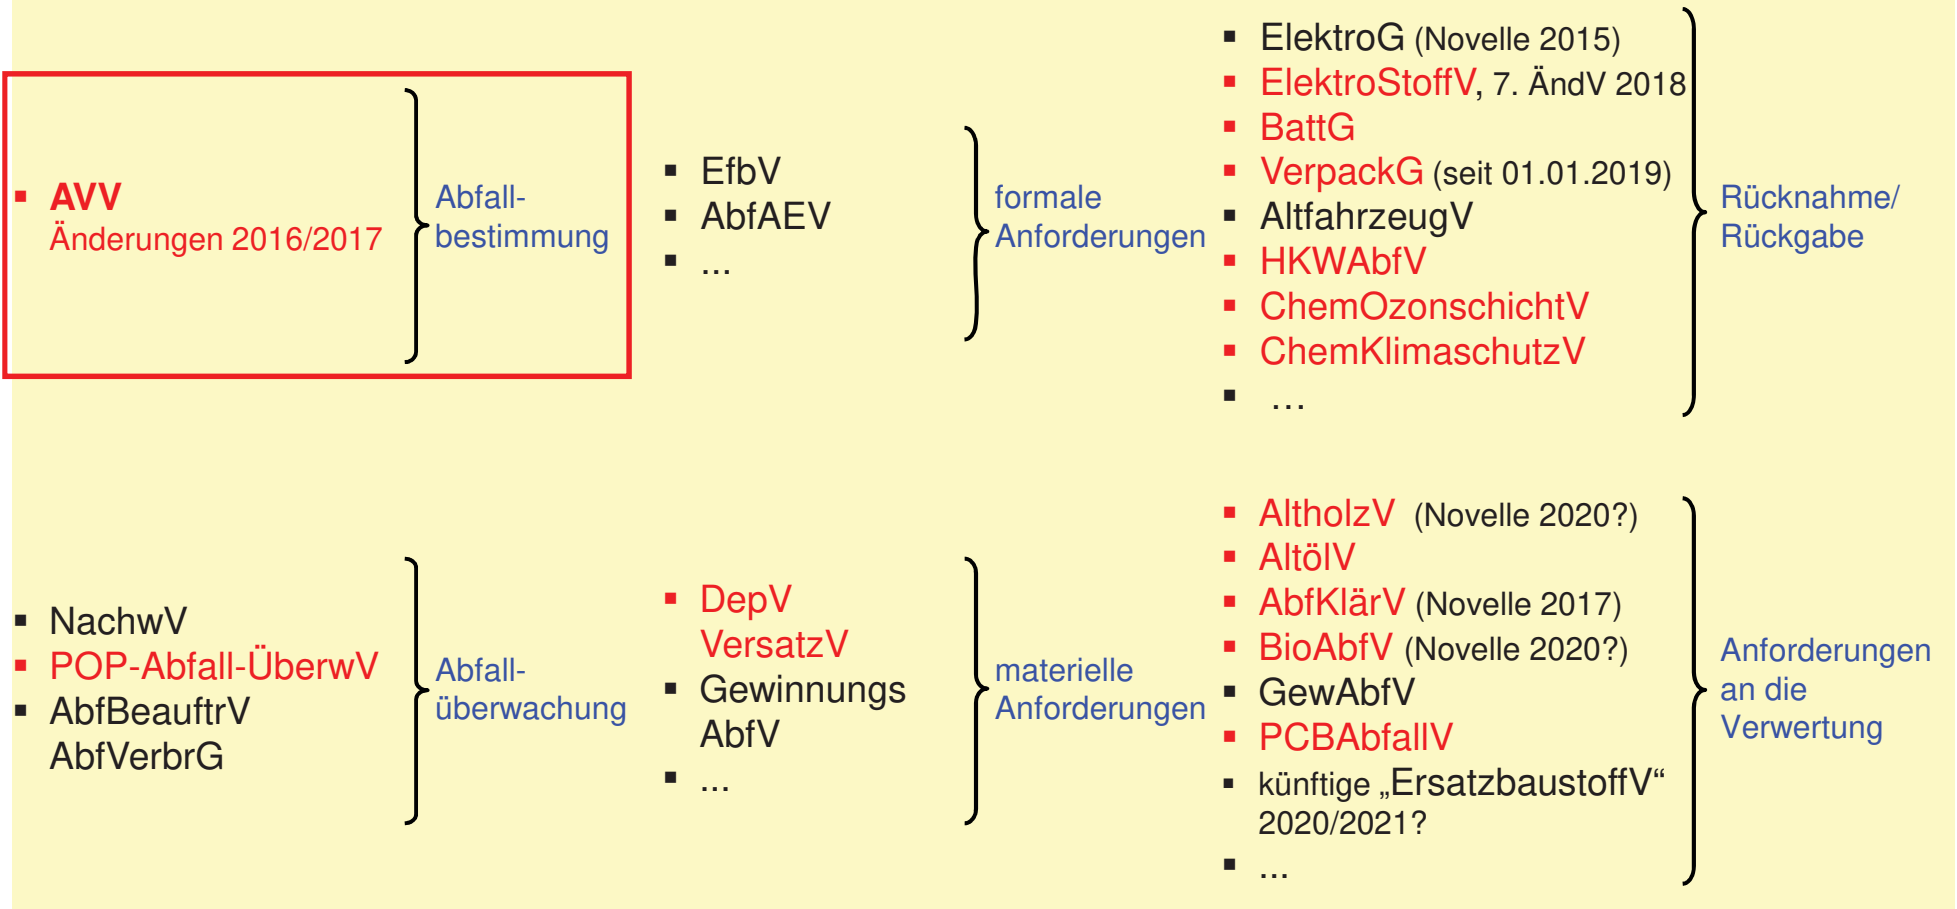 ▪ AVV
Änderungen 2016/2017
Abfall-
bestimmung
▪ EfbV
▪ AbfAEV
▪ ...
formale
Anforderungen
▪ ElektroG (Novelle 2015)
▪ ElektroStoffV, 7. ÄndV 2018
▪ BattG
▪ VerpackG (seit 01.01.2019)
▪ AltfahrzeugV
▪ HKWAbfV
▪ ChemOzonschichtV
▪ ChemKlimaschutzV
▪ ...
Rücknahme/
Rückgabe
▪ NachwV
▪ POP-Abfall-ÜberwV
▪ AbfBeauftrV
AbfVerbrG
Abfall-
überwachung
▪ DepV
VersatzV
▪ Gewinnungs
AbfV
▪ ...
materielle
Anforderungen
▪ AltholzV (Novelle 2020?)
▪ AltölV
▪ AbfKlärV (Novelle 2017)
▪ BioAbfV (Novelle 2020?)
▪ GewAbfV
▪ PCBAbfallV
▪ künftige „ErsatzbaustoffV“
2020/2021?
▪ ...
Anforderungen
an die
Verwertung